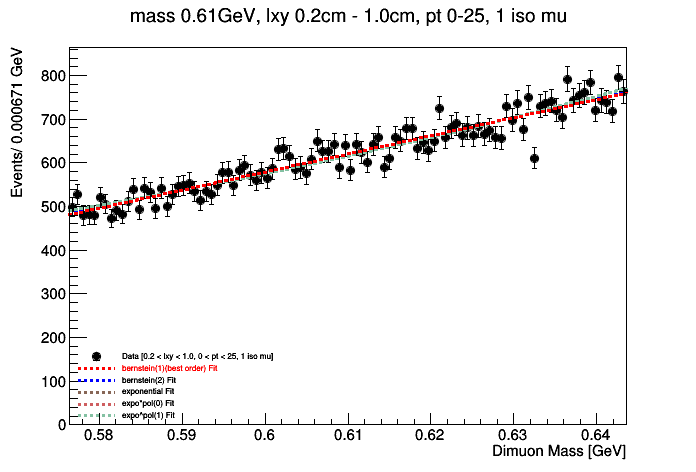 mass 0.61GeV, lxy 0.2cm - 1.0cm, pt 0-25, 1 iso mu
Events/ 0.000671 GeV
800
700
600
500
400
300
200
100
0
Data [0.2 < lxy < 1.0, 0 < pt < 25, 1 iso mu]
bernstein(1)(best order) Fit
bernstein(2) Fit
exponential Fit
expo*pol(0) Fit
expo*pol(1) Fit
0.58 0.59 0.6 0.61 0.62 0.63 0.64
Dimuon Mass [GeV]